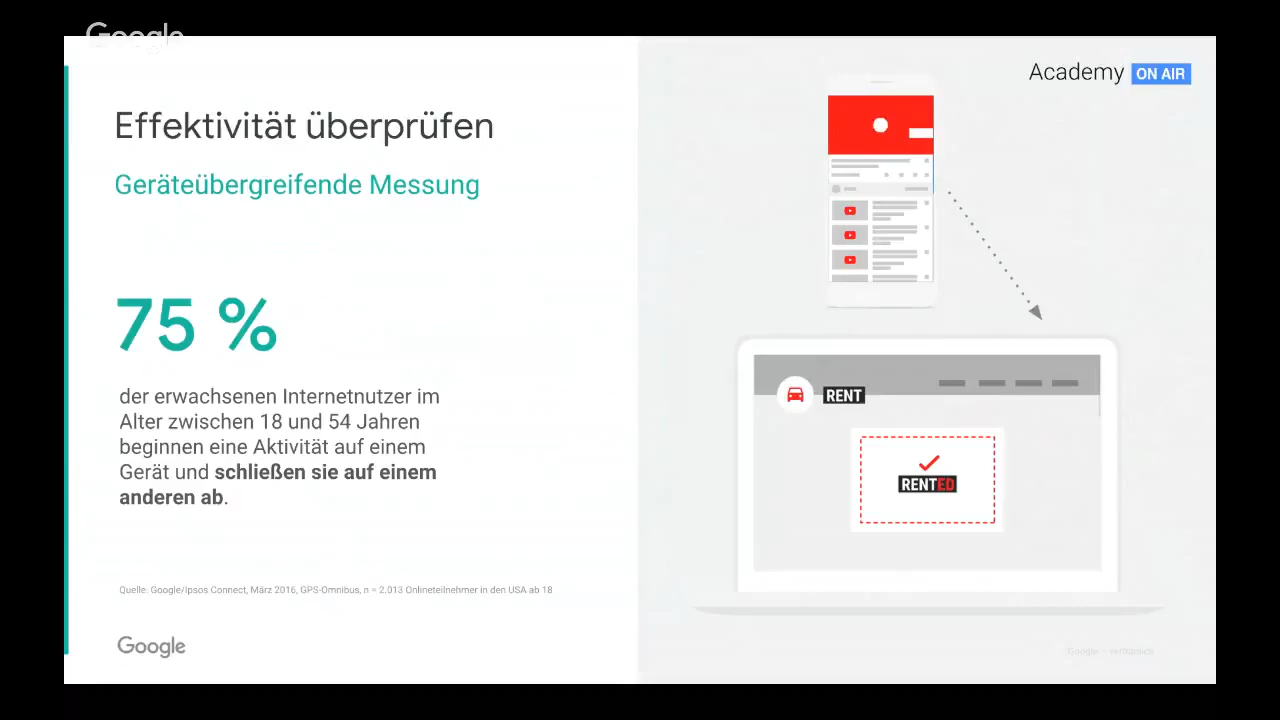 Google
Academy ON AIR
Effektivität überprüfen
Geräteübergreifende Messung
75 %
der erwachsenen Internetnutzer im
Alter zwischen 18 und 54 Jahren
beginnen eine Aktivität auf einem
Gerät und schließen sie auf einem
anderen ab.
Quelle: Google/Ipsos Connect, März 2016, GPS-Omnibus, n = 2.013 Onlineteilnehmer in den USA ab 18
Google
RENT
RENTED
Google – vertraulich